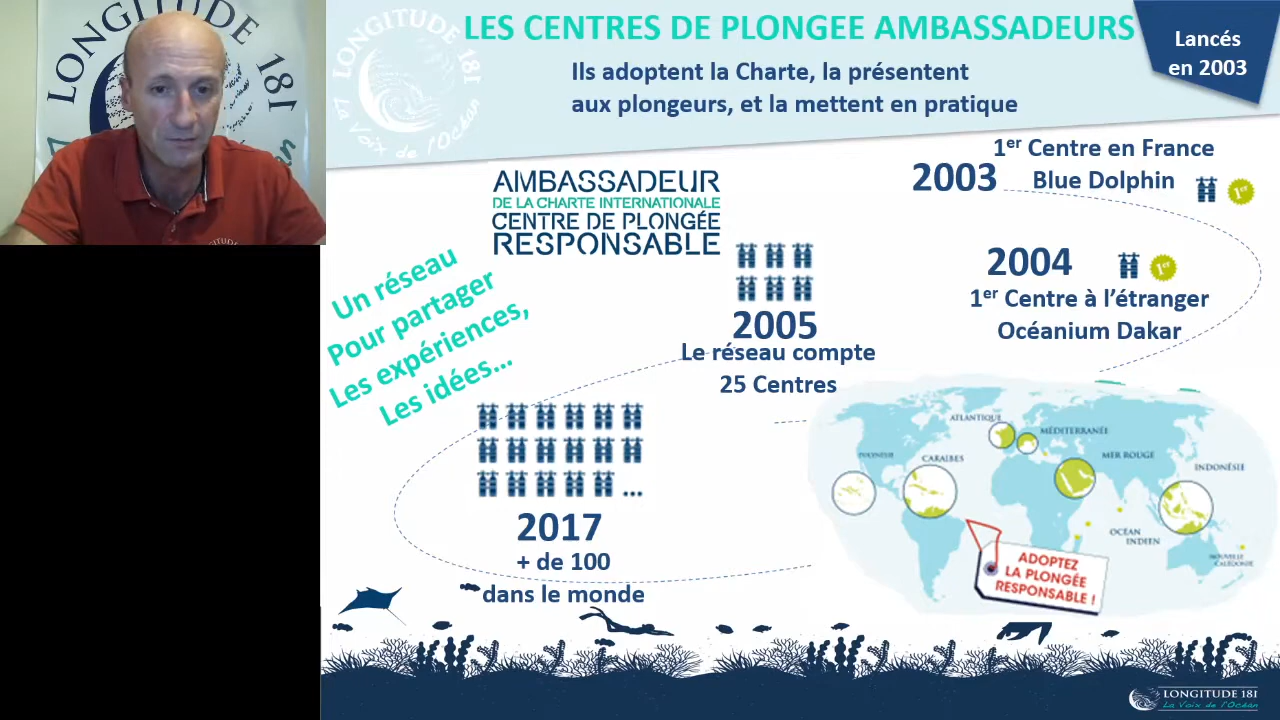 LONGITUDE 181
LONGITUDE 181
La Voix de l'Océan
LES CENTRES DE PLONGEE AMBASSADEURS
Lancés
en 2003
Ils adoptent la Charte, la présentent
aux plongeurs, et la mettent en pratique
1er Centre en France
2003
Blue Dolphin
1er
AMBASSADEUR
DE LA CHARTE INTERNATIONALE
CENTRE DE PLONGÉE
RESPONSABLE
Un réseau
Pour partager
Les expériences,
Les idées...
2004
1er
1er Centre à l'étranger
Océanium Dakar
2005
Le réseau compte
25 Centres
2017
+ de 100
dans le monde
...
ATLANTIQUE
MÉDITERRANÉE
CARAÏBES
MER ROUGE
INDONÉSIE
OCÉAN
INDIEN
NOUVELLE
CALÉDONIE
ADOPTEZ
LA PLONGÉE
RESPONSABLE !
LONGITUDE 181
La Voix de l'Océan